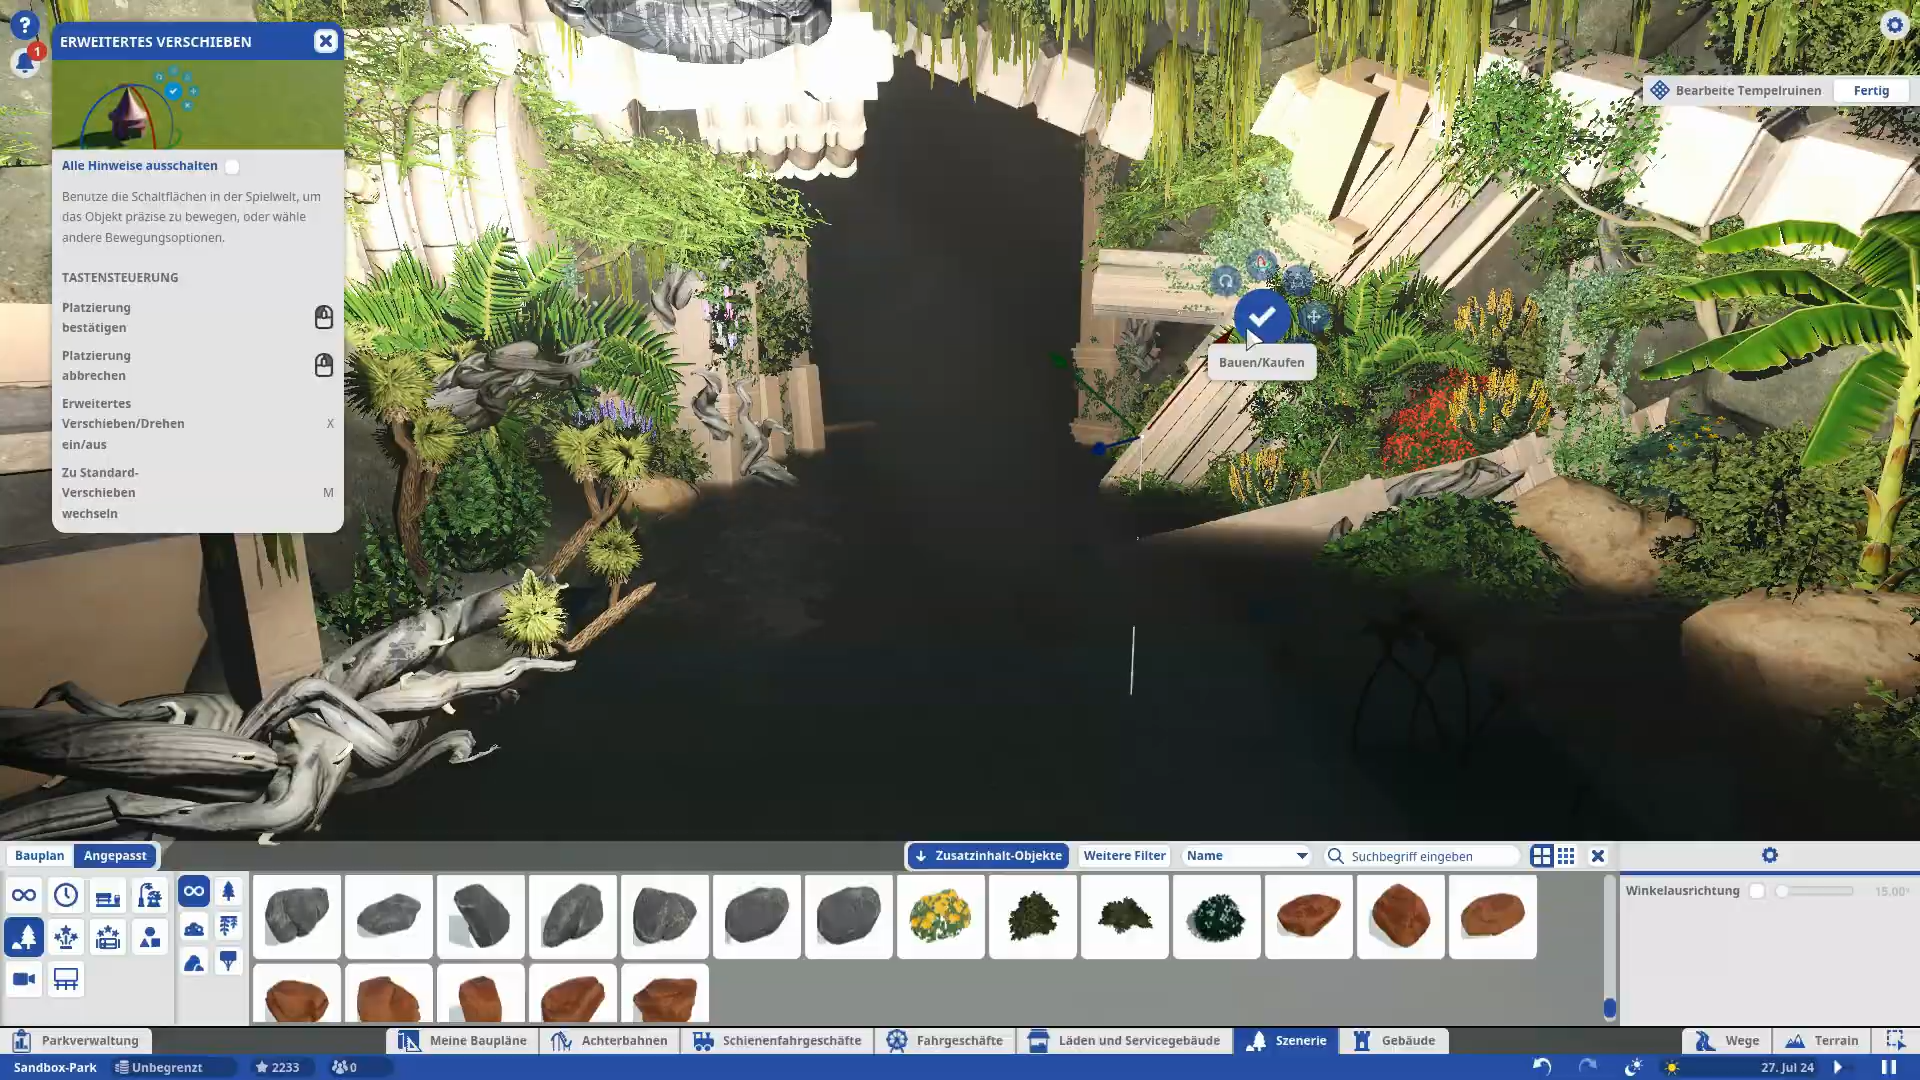 ?
1
ERWEITERTES VERSCHIEBEN
Alle Hinweise ausschalten
Benutze die Schaltflächen in der Spielwelt, um
das Objekt präzise zu bewegen, oder wähle
andere Bewegungsoptionen.
TASTENSTEUERUNG
Platzierung
bestätigen
Platzierung
abbrechen
Erweitertes
Verschieben/Drehen X
ein/aus
Zu Standard-
Verschieben M
wechseln
Bearbeite Tempelruinen Fertig
Bauen/Kaufen
Bauplan Angepasst Zusatzinhalt-Objekte Weitere Filter Name Suchbegriff eingeben
Winkelausrichtung 15,00°
Parkverwaltung Meine Baupläne Achterbahnen Schienenfahrgeschäfte Fahrgeschäfte Läden und Servicegebäude Szenerie Gebäude Wege Terrain
Sandbox-Park Unbegrenzt 2233 0 27. Jul 24